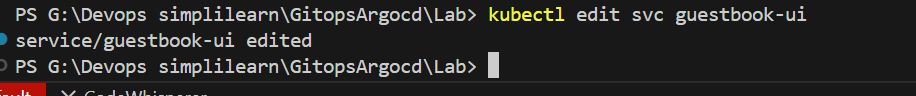 PS G:\Devops simplilearn\GitopsArgocd\Lab> kubectl edit svc guestbook-ui
service/guestbook-ui edited
PS G:\Devops simplilearn\GitopsArgocd\Lab>